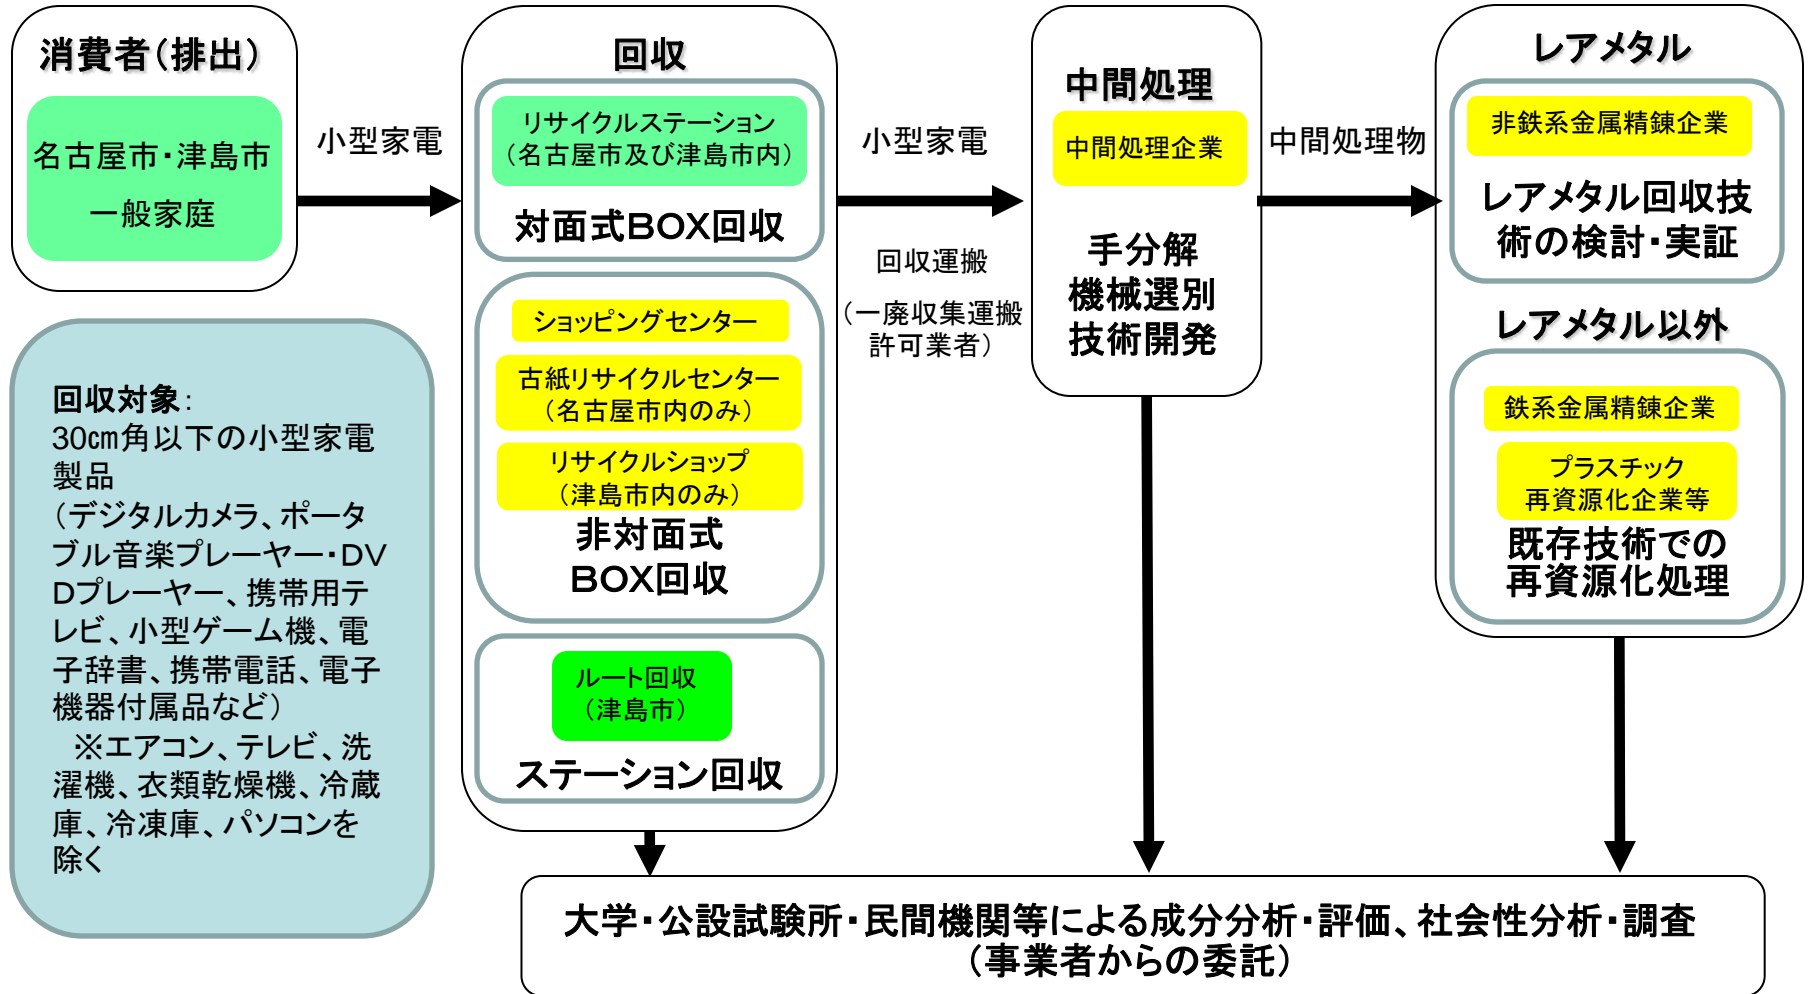 消費者（排出）
名古屋市・津島市
一般家庭
小型家電
回収対象：
30㎝角以下の小型家電
製品
（デジタルカメラ、ポータ
ブル音楽プレーヤー・DV
Dプレーヤー、携帯用テ
レビ、小型ゲーム機、電
子辞書、携帯電話、電子
機器付属品など）
※エアコン、テレビ、洗
濯機、衣類乾燥機、冷蔵
庫、冷凍庫、パソコンを
除く
回収
リサイクルステーション
（名古屋市及び津島市内）
対面式BOX回収
ショッピングセンター
古紙リサイクルセンター
（名古屋市内のみ）
リサイクルショップ
（津島市内のみ）
非対面式
BOX回収
ルート回収
（津島市）
ステーション回収
小型家電
回収運搬
（一廃収集運搬
許可業者）
中間処理
中間処理企業
手分解
機械選別
技術開発
中間処理物
レアメタル
非鉄系金属精錬企業
レアメタル回収技
術の検討・実証
レアメタル以外
鉄系金属精錬企業
プラスチック
再資源化企業等
既存技術での
再資源化処理
大学・公設試験所・民間機関等による成分分析・評価、社会性分析・調査
（事業者からの委託）